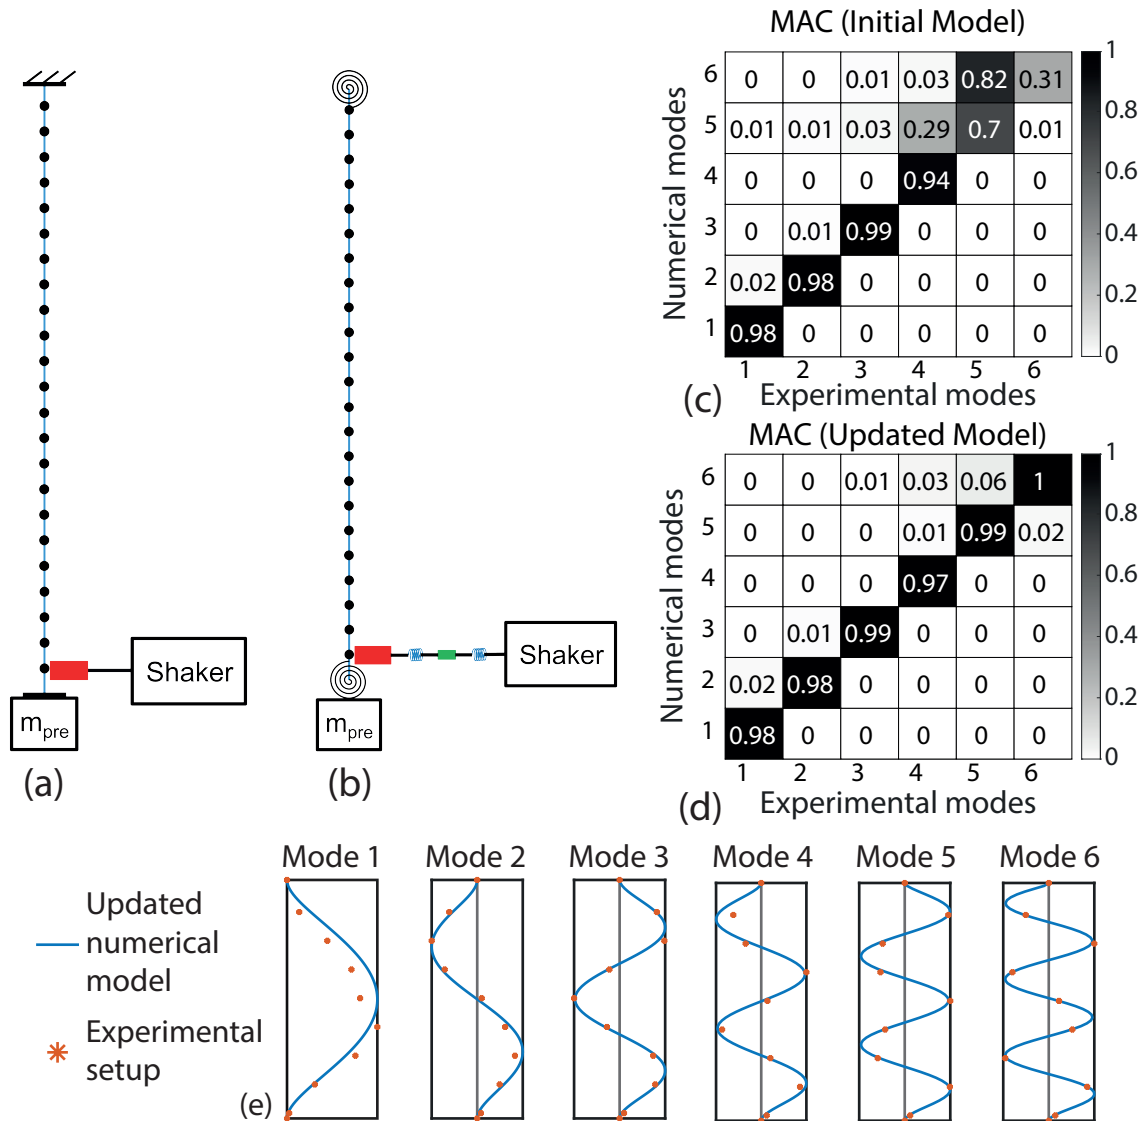 MAC (Initial Model)
Numerical modes
6 0 0 0.01 0.03 0.82 0.31
5 0.01 0.01 0.03 0.29 0.7 0.01
4 0 0 0 0.94 0 0
3 0 0.01 0.99 0 0 0
2 0.02 0.98 0 0 0 0
1 0.98 0 0 0 0 0
1 2 3 4 5 6
Experimental modes
1
0.8
0.6
0.4
0.2
0
(c)
Shaker
m_pre
(a)
Shaker
m_pre
(b)
MAC (Updated Model)
Numerical modes
6 0 0 0.01 0.03 0.06 1
5 0 0 0 0.01 0.99 0.02
4 0 0 0 0.97 0 0
3 0 0.01 0.99 0 0 0
2 0.02 0.98 0 0 0 0
1 0.98 0 0 0 0 0
1 2 3 4 5 6
Experimental modes
1
0.8
0.6
0.4
0.2
0
(d)
Mode 1 Mode 2 Mode 3 Mode 4 Mode 5 Mode 6
Updated
numerical
model
Experimental
setup
(e)